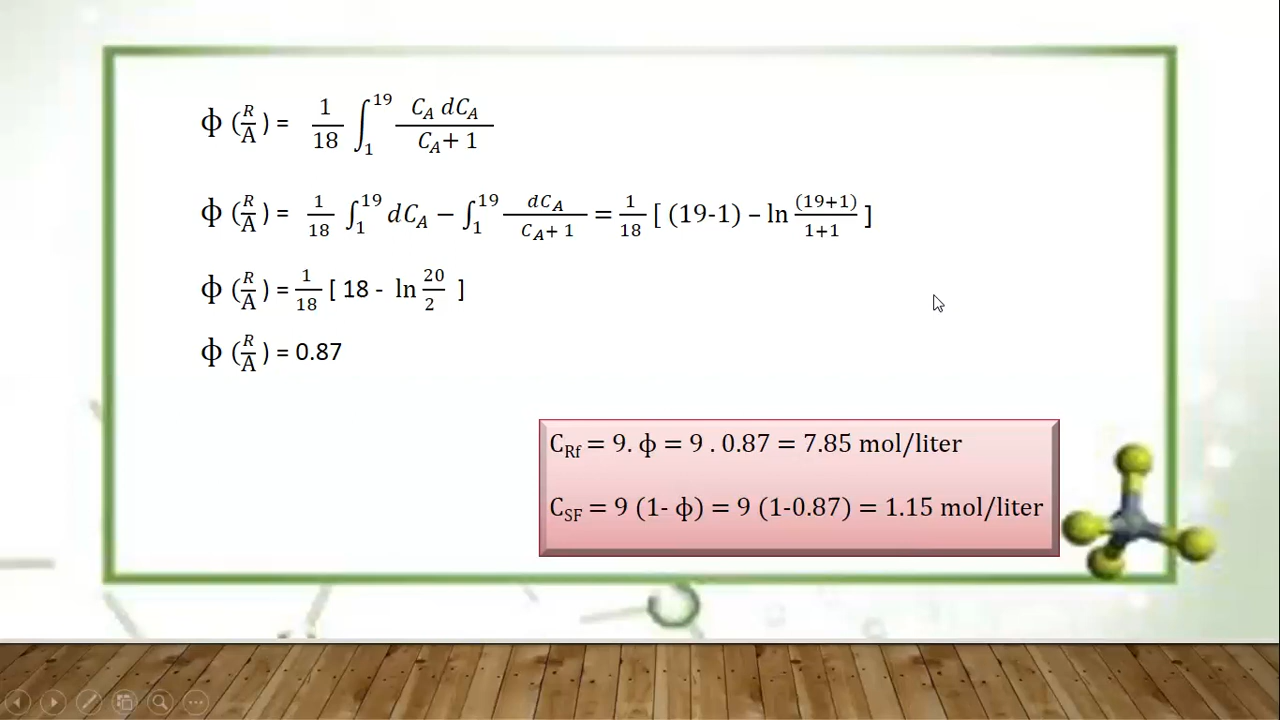 ф (R/A) = 1/18 ∫₁¹⁹ C_A dC_A / C_A+ 1
ф (R/A) = 1/18 ∫₁¹⁹ dC_A − ∫₁¹⁹ dC_A / C_A+ 1 = 1/18 [ (19-1) – ln (19+1)/1+1 ]
ф (R/A) = 1/18 [ 18 - ln 20/2 ]
ф (R/A) = 0.87
C_Rf = 9. ф = 9 . 0.87 = 7.85 mol/liter
C_SF = 9 (1- ф) = 9 (1-0.87) = 1.15 mol/liter